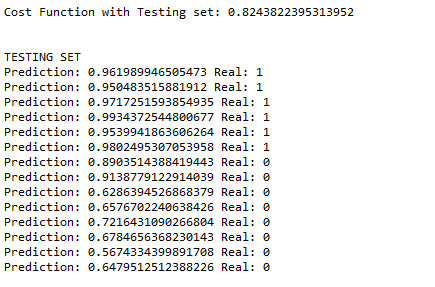 Cost Function with Testing set: 0.8243822395313952
TESTING SET
Prediction: 0.961989946505473 Real: 1
Prediction: 0.950483515881912 Real: 1
Prediction: 0.9717251593854935 Real: 1
Prediction: 0.9934372544800677 Real: 1
Prediction: 0.9539941863606264 Real: 1
Prediction: 0.9802495307053958 Real: 1
Prediction: 0.8903514388419443 Real: 0
Prediction: 0.9138779122914039 Real: 0
Prediction: 0.6286394526868379 Real: 0
Prediction: 0.6576702240638426 Real: 0
Prediction: 0.7216431090266804 Real: 0
Prediction: 0.6784656368230143 Real: 0
Prediction: 0.5674334399891708 Real: 0
Prediction: 0.6479512512388226 Real: 0